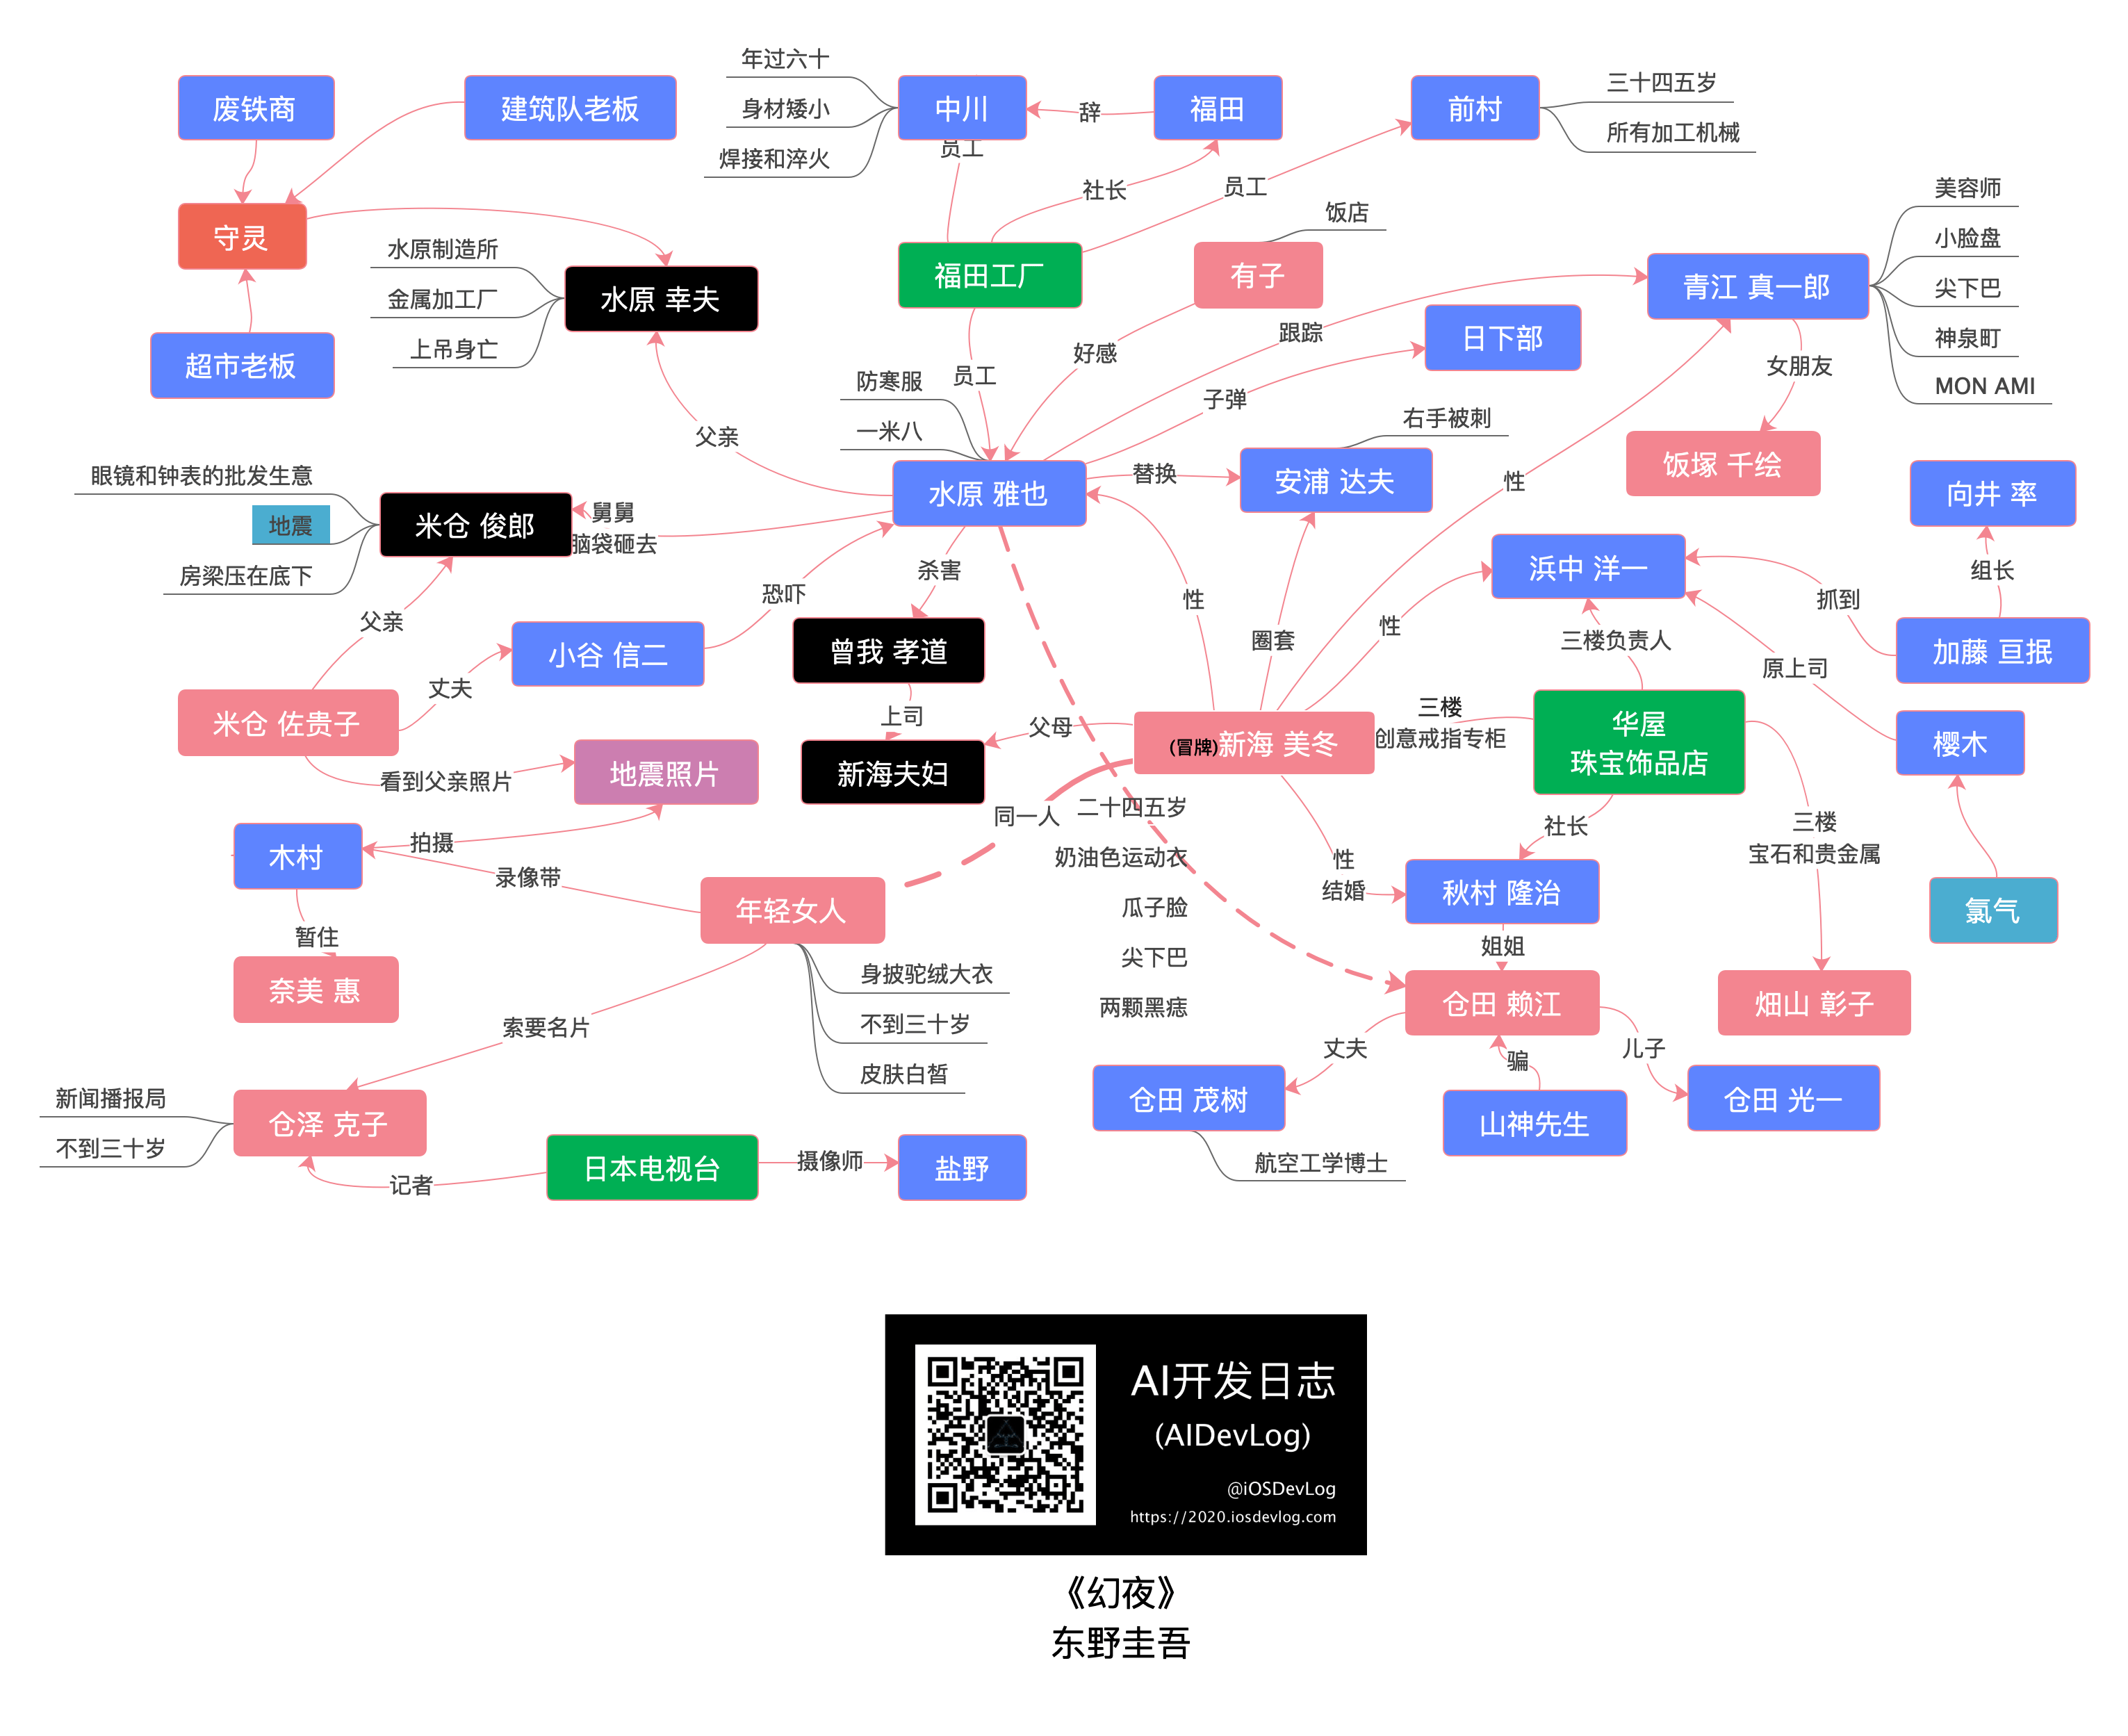 年过六十
废铁商
建筑队老板
身材矮小
中川
辞
福田
前村
三十四五岁
所有加工机械
焊接和淬火
员工
社长
员工
美容师
守灵
饭店
小脸盘
水原制造所
福田工厂
有子
青江 真一郎
尖下巴
金属加工厂
水原 幸夫
跟踪
日下部
神泉町
上吊身亡
超市老板
好感
女朋友
员工
防寒服
子弹
MON AMI
一米八
父亲
右手被刺
饭塚 千绘
眼镜和钟表的批发生意
替换
水原 雅也
安浦 达夫
性
向井 率
地震
米仓 俊郎
舅舅
脑袋砸去
房梁压在底下
杀害
浜中 洋一
组长
恐吓
性
抓到
父亲
圈套
性
三楼负责人
小谷 信二
曾我 孝道
加藤 亘抿
原上司
丈夫
米仓 佐贵子
上司
父母
(冒牌)新海 美冬
三楼
创意戒指专柜
华屋
珠宝饰品店
樱木
看到父亲照片
地震照片
新海夫妇
同一人
二十四五岁
社长
三楼
宝石和贵金属
木村
拍摄
奶油色运动衣
性
结婚
录像带
年轻女人
瓜子脸
秋村 隆治
氯气
暂住
尖下巴
姐姐
奈美 惠
身披驼绒大衣
两颗黑痣
仓田 赖江
畑山 彰子
索要名片
不到三十岁
丈夫
骗
儿子
皮肤白皙
新闻播报局
仓泽 克子
仓田 茂树
山神先生
仓田 光一
不到三十岁
日本电视台
摄像师
盐野
航空工学博士
记者
AI开发日志
(AIDevLog)
@iOSDevLog
https://2020.iosdevlog.com
《幻夜》
东野圭吾